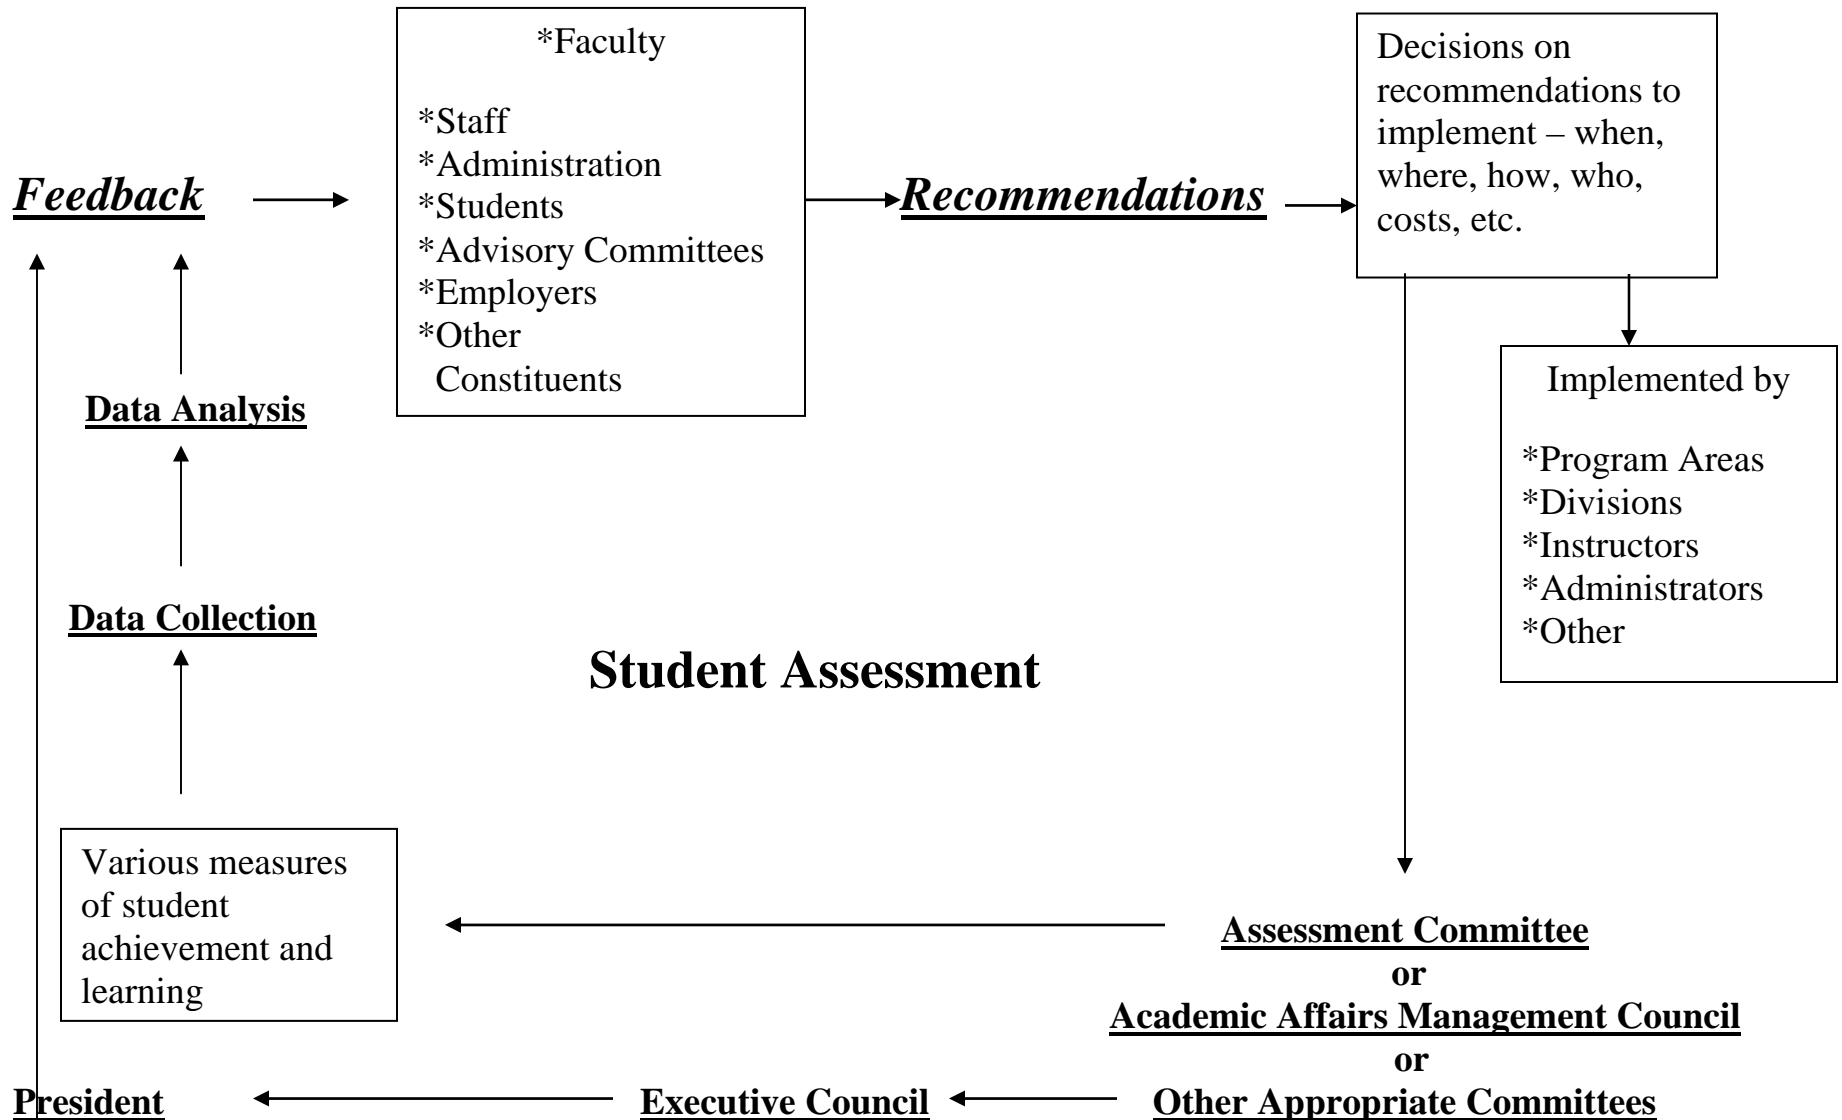 *Faculty
*Staff
*Administration
*Students
*Advisory Committees
*Employers
*Other
Constituents
Decisions on
recommendations to
implement – when,
where, how, who,
costs, etc.
Feedback
Recommendations
Implemented by
*Program Areas
*Divisions
*Instructors
*Administrators
*Other
Data Analysis
Data Collection
Student Assessment
Various measures
of student
achievement and
learning
Assessment Committee
or
Academic Affairs Management Council
or
President
Executive Council
Other Appropriate Committees